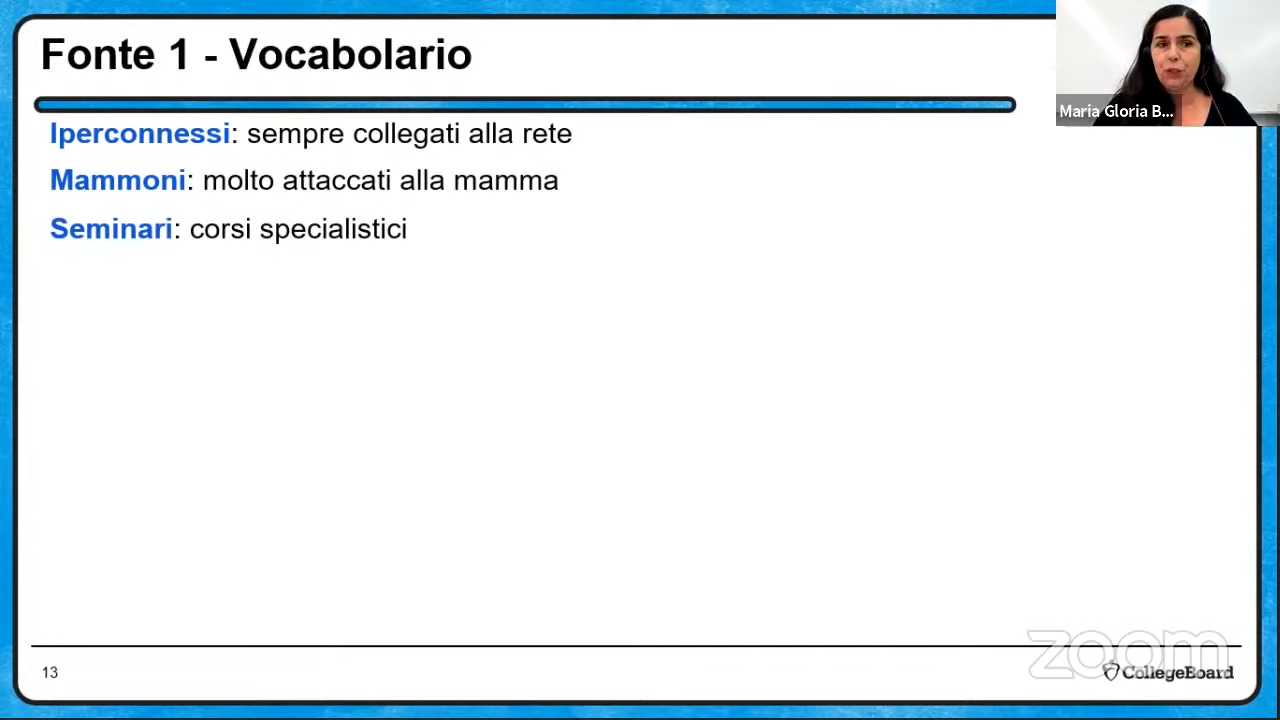 Fonte 1 - Vocabolario
Maria Gloria B...
Iperconnessi: sempre collegati alla rete
Mammoni: molto attaccati alla mamma
Seminari: corsi specialistici
zoom
13
CollegeBoard